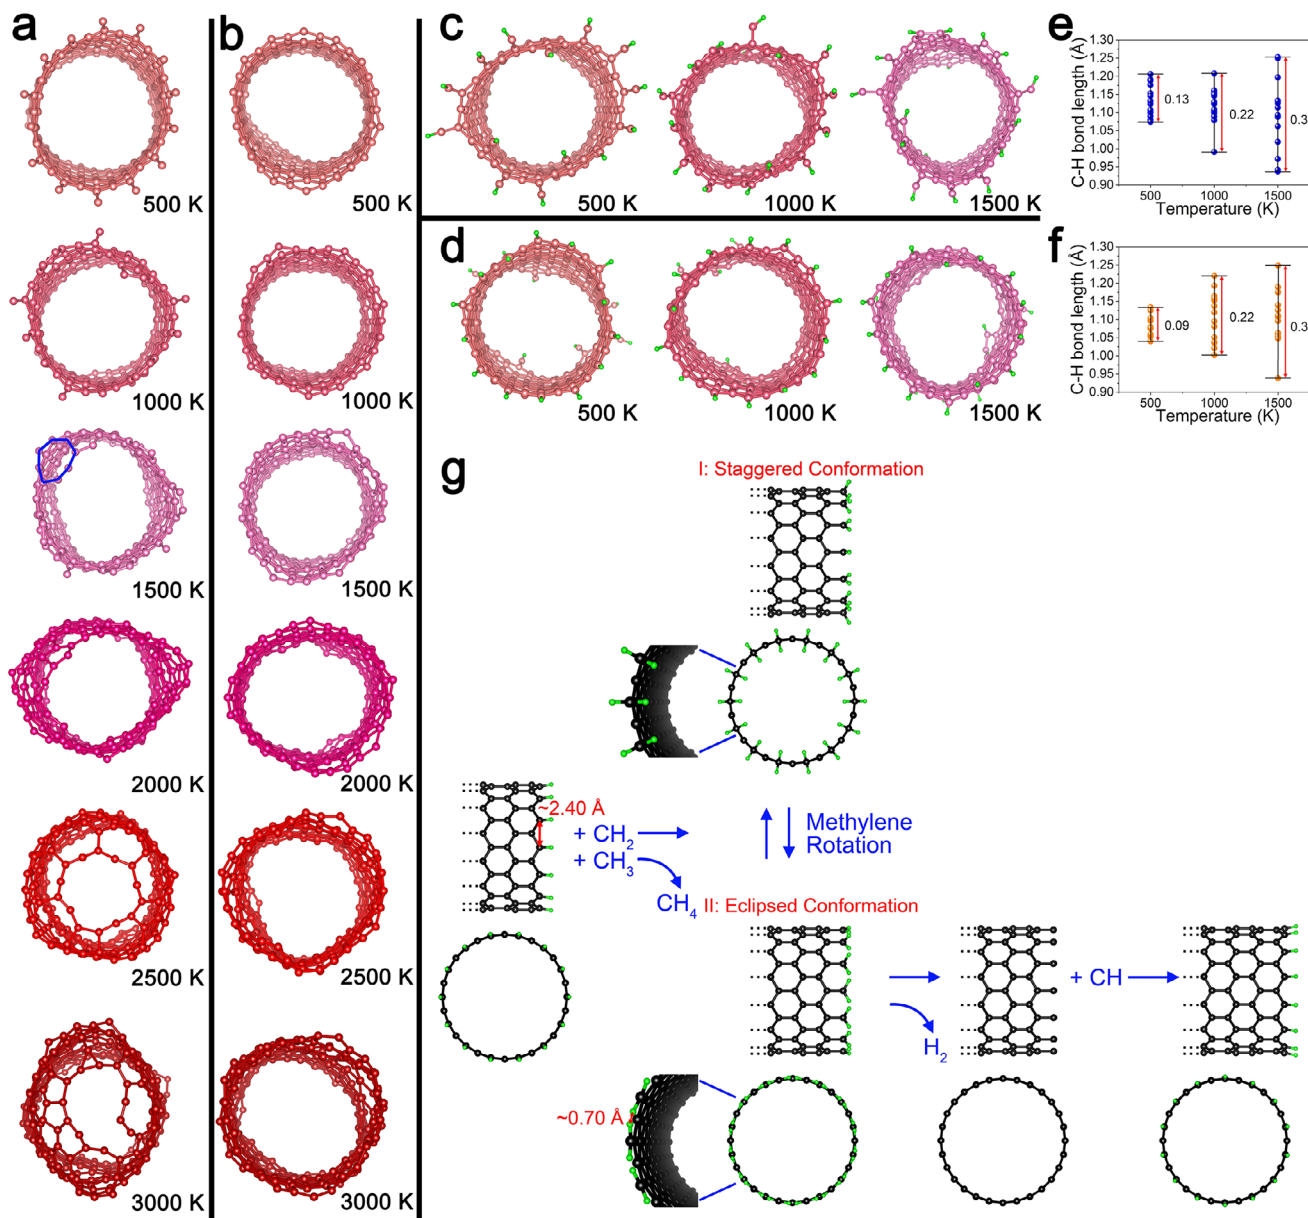 a
500 K
1000 K
1500 K
2000 K
2500 K
3000 K
b
500 K
1000 K
1500 K
2000 K
2500 K
3000 K
c
500 K
1000 K
1500 K
d
500 K
1000 K
1500 K
e
C-H bond length (Å)
1.30
1.25
1.20
1.15
1.10
1.05
1.00
0.95
0.90
0.13
0.22
0.3
500 1000 1500
Temperature (K)
f
C-H bond length (Å)
1.30
1.25
1.20
1.15
1.10
1.05
1.00
0.95
0.90
0.09
0.22
0.3
500 1000 1500
Temperature (K)
g
I: Staggered Conformation
~2.40 Å
+ CH₂
+ CH₃
CH₄
Methylene
Rotation
II: Eclipsed Conformation
H₂
+ CH
~0.70 Å